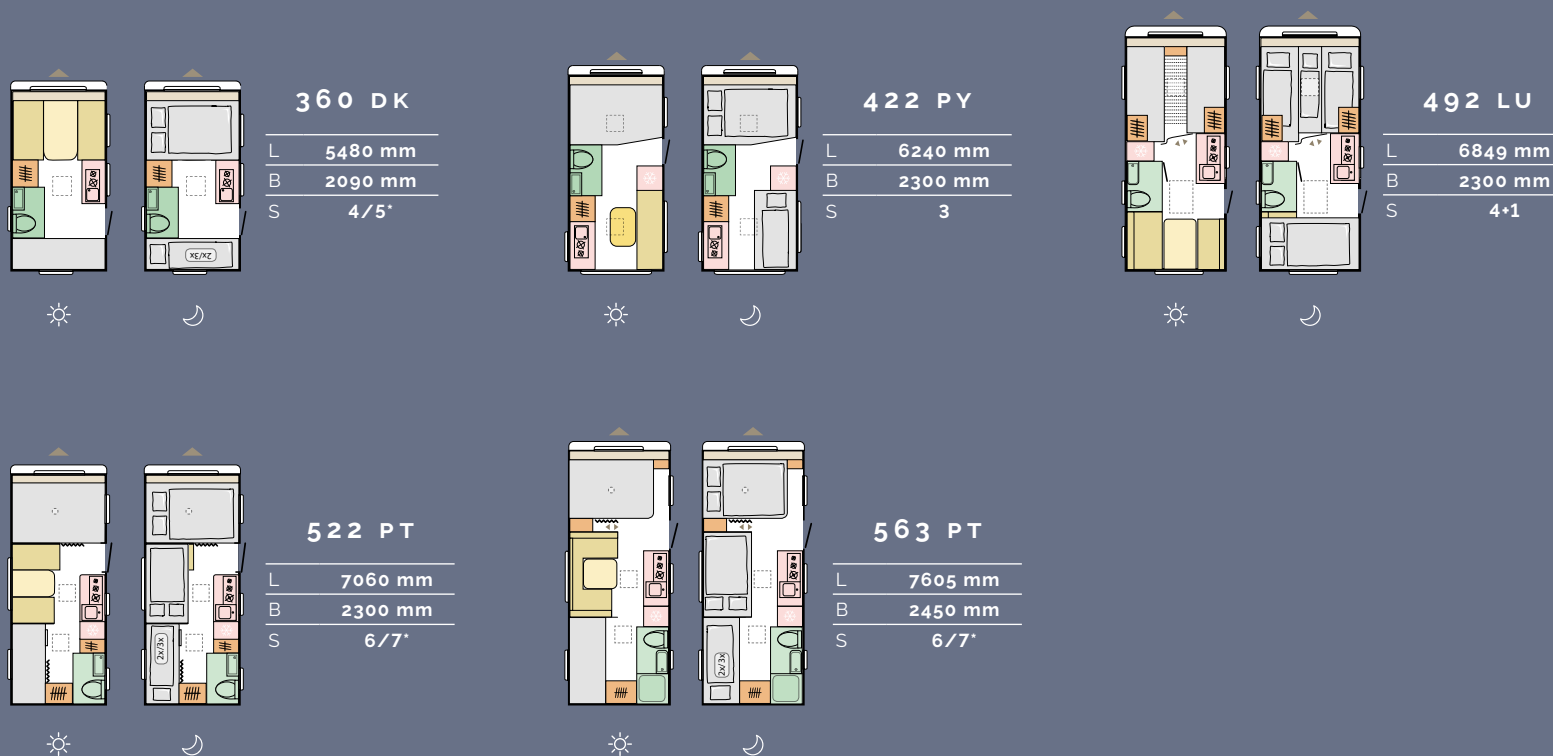 360 DK
L 5480 mm
B 2090 mm
S 4/5*
2x/3x
422 PY
L 6240 mm
B 2300 mm
S 3
492 LU
L 6849 mm
B 2300 mm
S 4+1
522 PT
L 7060 mm
B 2300 mm
S 6/7*
2x/3x
563 PT
L 7605 mm
B 2450 mm
S 6/7*
2x/3x